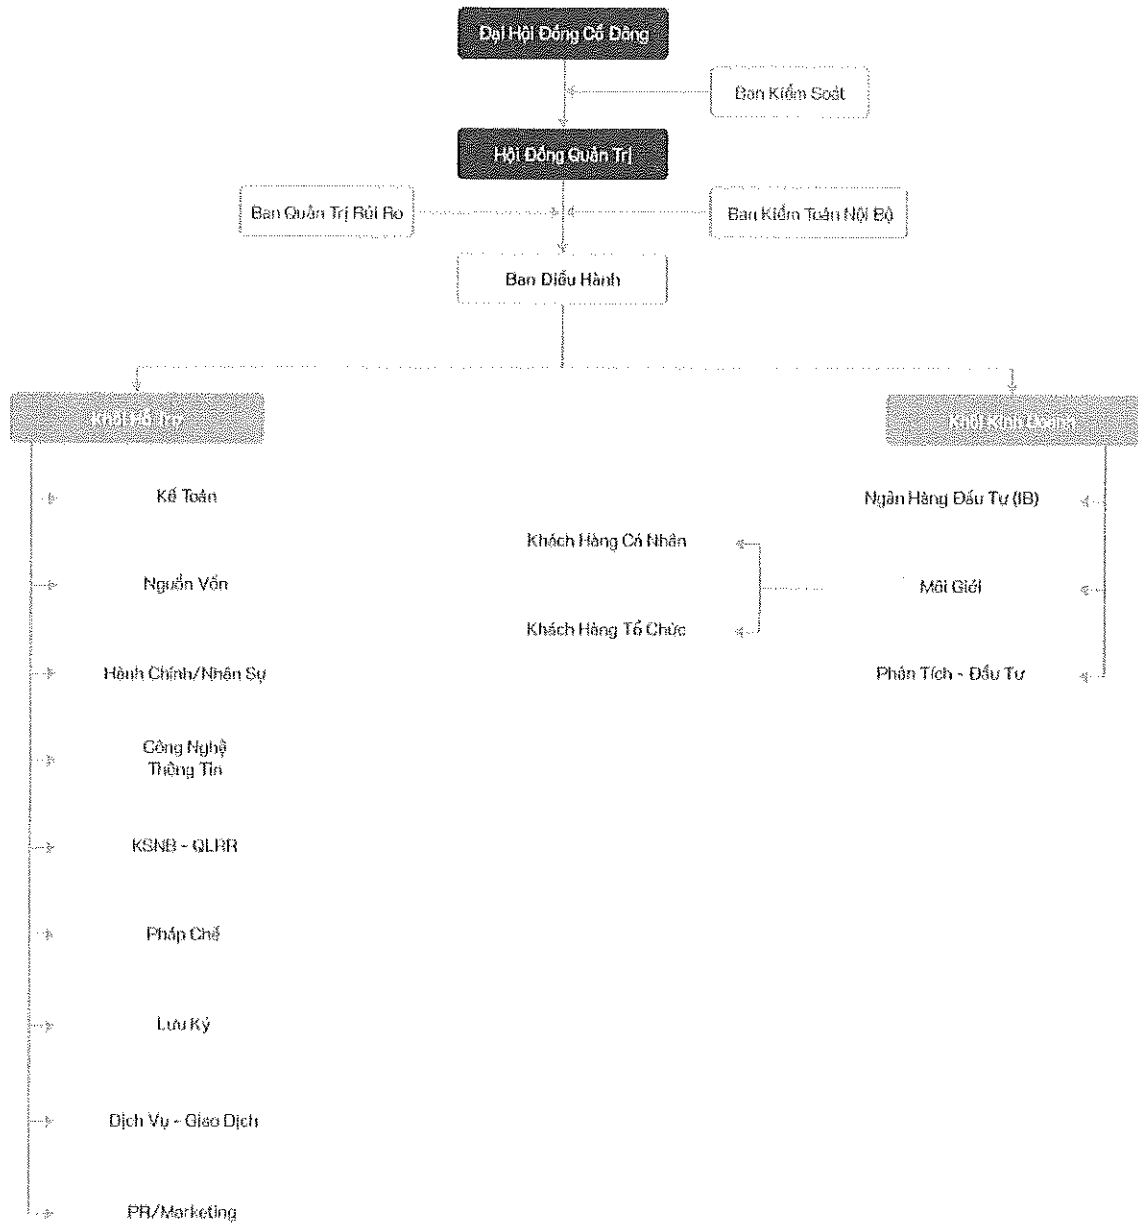 Đại Hội Đồng Cổ Đông
Ban Kiểm Soát
Hội Đồng Quản Trị
Ban Quản Trị Rủi Ro
Ban Kiểm Toán Nội Bộ
Ban Điều Hành
Khối Hỗ Trợ
Khối Kinh Doanh
Kế Toán
Nguồn Vốn
Hành Chính/Nhân Sự
Công Nghệ
Thông Tin
KSNB - QLRR
Pháp Chế
Lưu Ký
Dịch Vụ - Giao Dịch
PR/Marketing
Ngân Hàng Đầu Tư (IB)
Môi Giới
Khách Hàng Cá Nhân
Khách Hàng Tổ Chức
Phân Tích - Đầu Tư